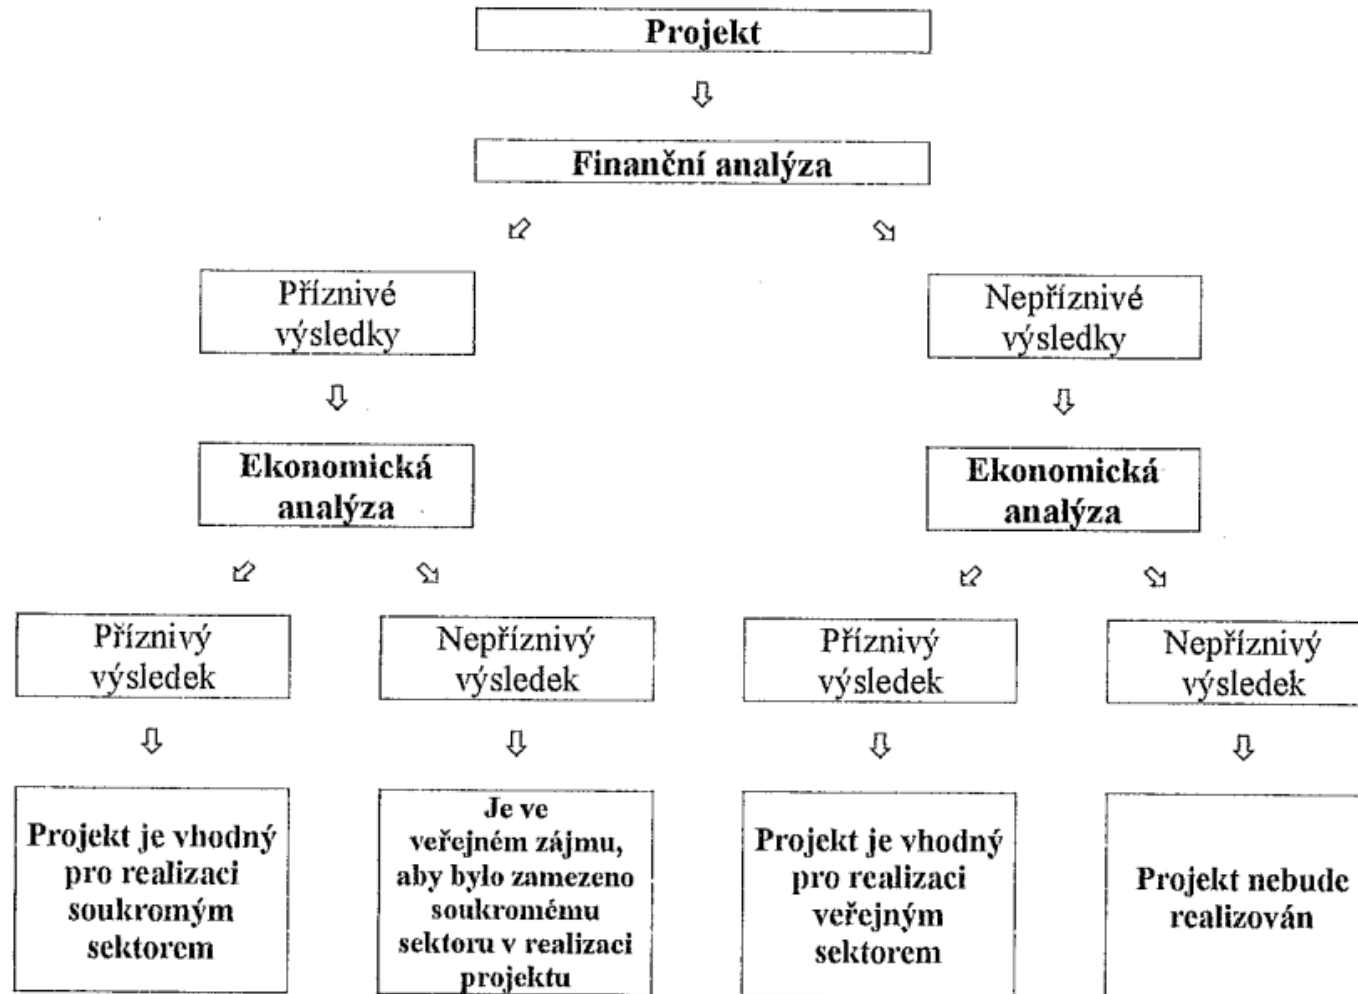 Projekt
Finanční analýza
Příznivé
výsledky
Nepříznivé
výsledky
Ekonomická
analýza
Ekonomická
analýza
Příznivý
výsledek
Nepříznivý
výsledek
Příznivý
výsledek
Nepříznivý
výsledek
Projekt je vhodný
pro realizaci
soukromým
sektorem
Je ve
veřejném zájmu,
aby bylo zamezeno
soukromému
sektoru v realizaci
projektu
Projekt je vhodný
pro realizaci
veřejným
sektorem
Projekt nebude
realizován